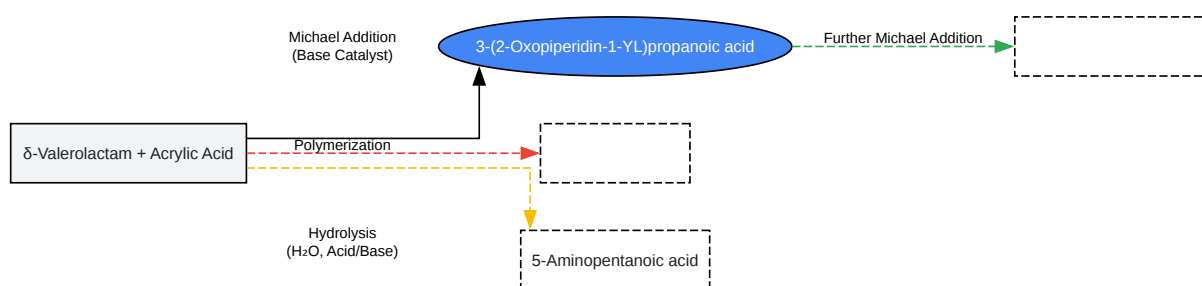 Michael Addition
(Base Catalyst)
3-(2-Oxopiperidin-1-YL)propanoic acid
Further Michael Addition
δ-Valerolactam + Acrylic Acid
Polymerization
Hydrolysis
(H₂O, Acid/Base)
5-Aminopentanoic acid